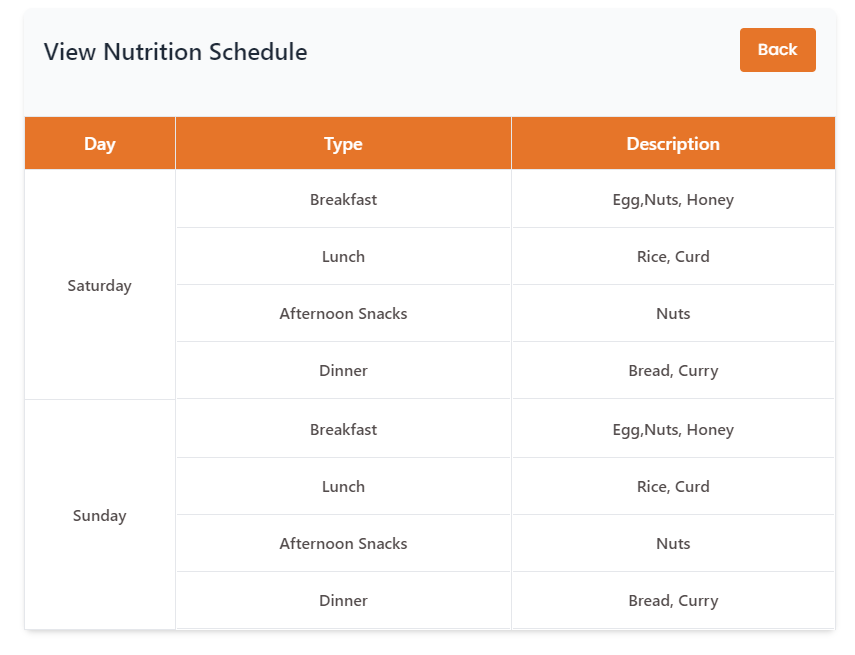 View Nutrition Schedule
Back
Day Type Description
Saturday
Breakfast Egg,Nuts, Honey
Lunch Rice, Curd
Afternoon Snacks Nuts
Dinner Bread, Curry
Sunday
Breakfast Egg,Nuts, Honey
Lunch Rice, Curd
Afternoon Snacks Nuts
Dinner Bread, Curry